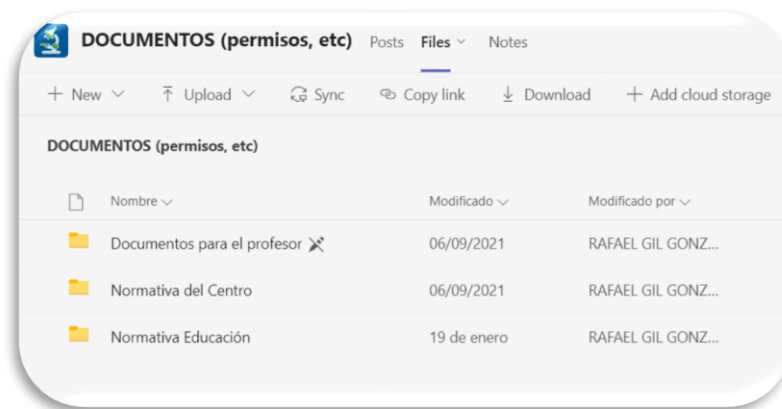 DOCUMENTOS (permisos, etc) Posts Files Notes
New Upload Sync Copy link Download Add cloud storage
DOCUMENTOS (permisos, etc)
Nombre Modificado Modificado por
Documentos para el profesor 06/09/2021 RAFAEL GIL GONZ...
Normativa del Centro 06/09/2021 RAFAEL GIL GONZ...
Normativa Educación 19 de enero RAFAEL GIL GONZ...